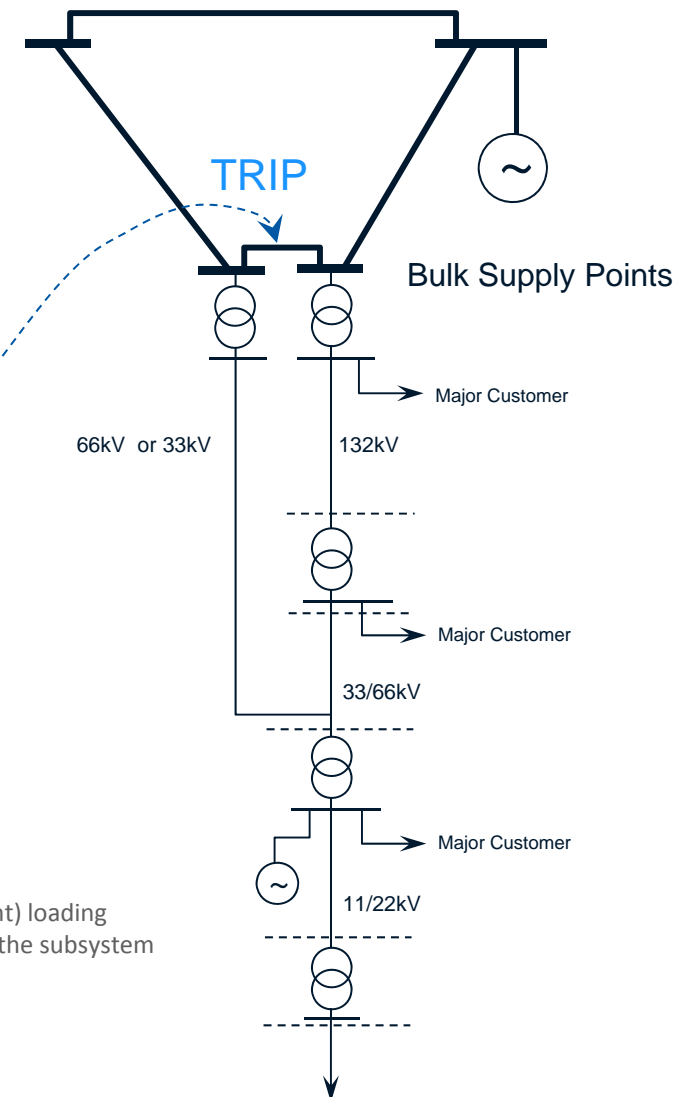 TRIP
~
Bulk Supply Points
Major Customer
66kV or 33kV
132kV
Major Customer
33/66kV
Major Customer
~
11/22kV
nt) loading
the subsystem